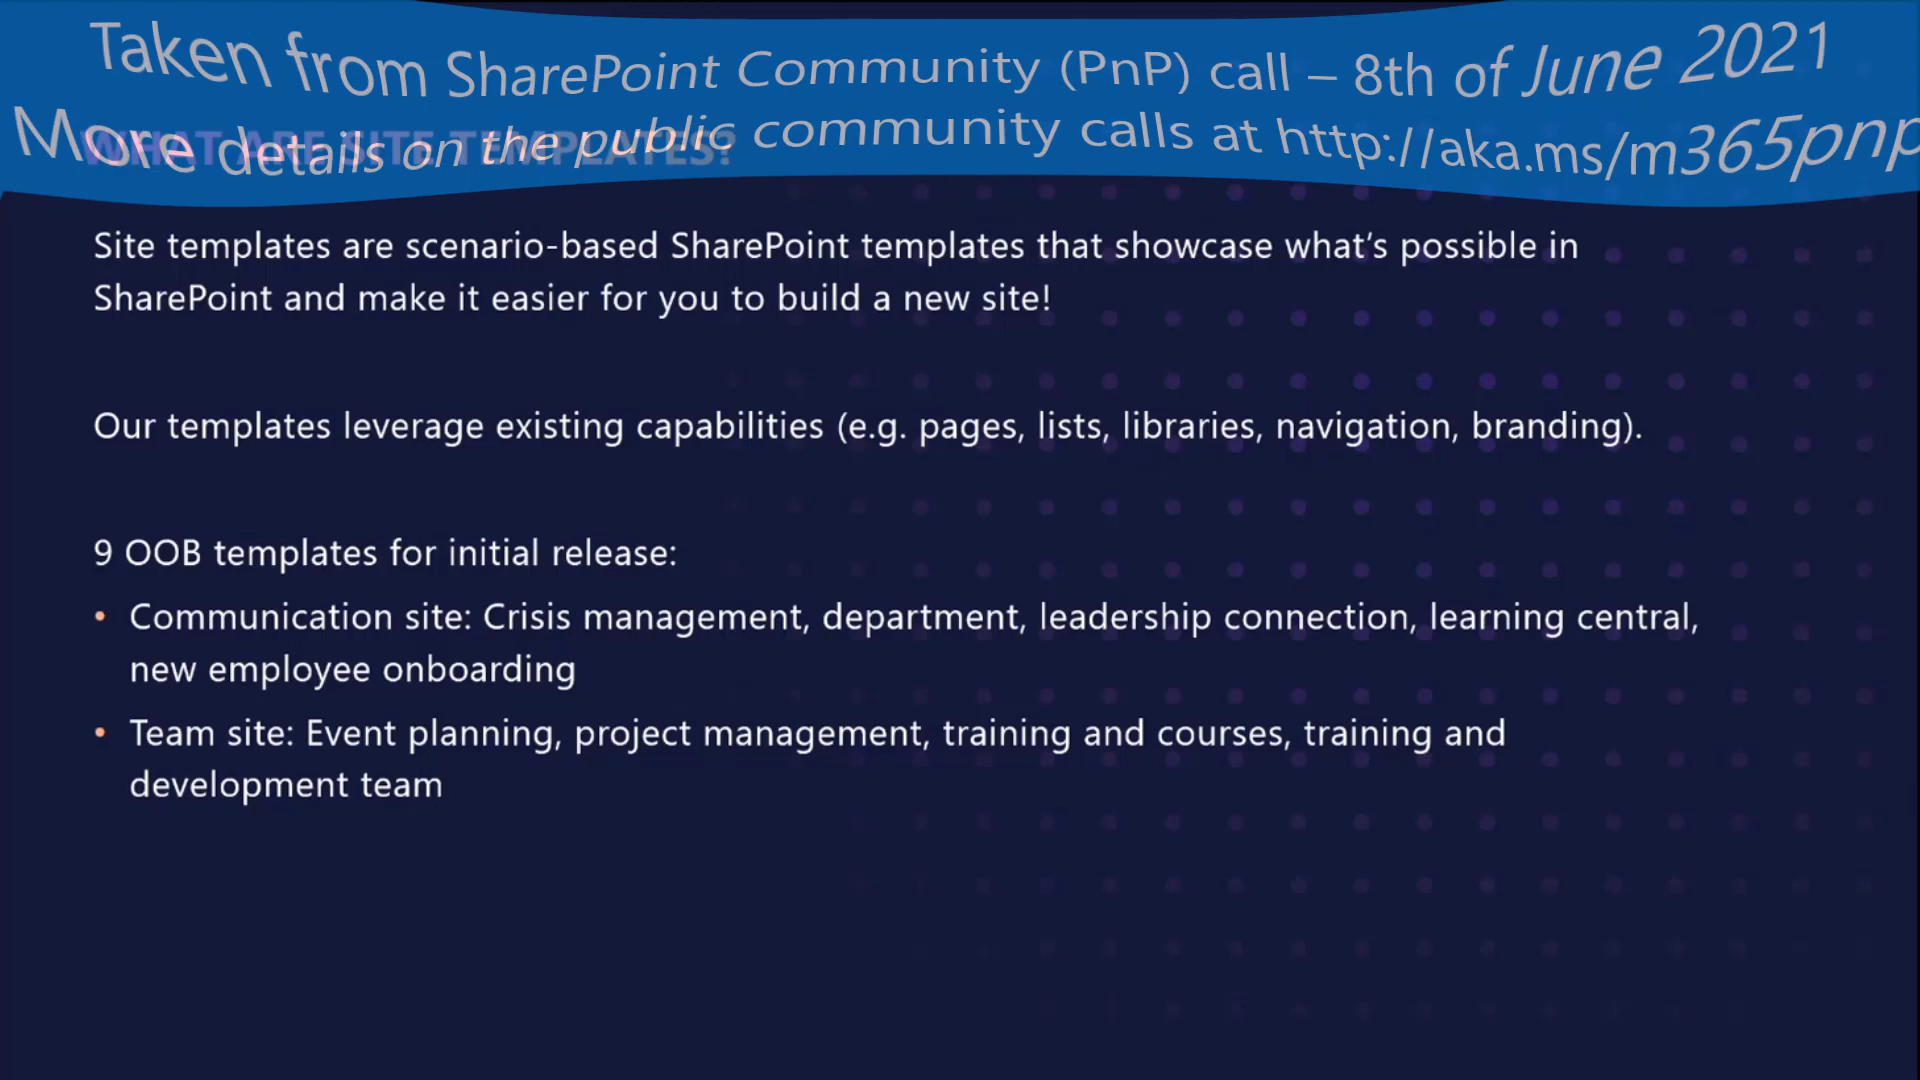 Taken from SharePoint Community (PnP) call – 8th of June 2021
More details on the public community calls at http://aka.ms/m365pnp
WHAT ARE SITE TEMPLATES?
Site templates are scenario-based SharePoint templates that showcase what's possible in
SharePoint and make it easier for you to build a new site!
Our templates leverage existing capabilities (e.g. pages, lists, libraries, navigation, branding).
9 OOB templates for initial release:
• Communication site: Crisis management, department, leadership connection, learning central,
new employee onboarding
• Team site: Event planning, project management, training and courses, training and
development team